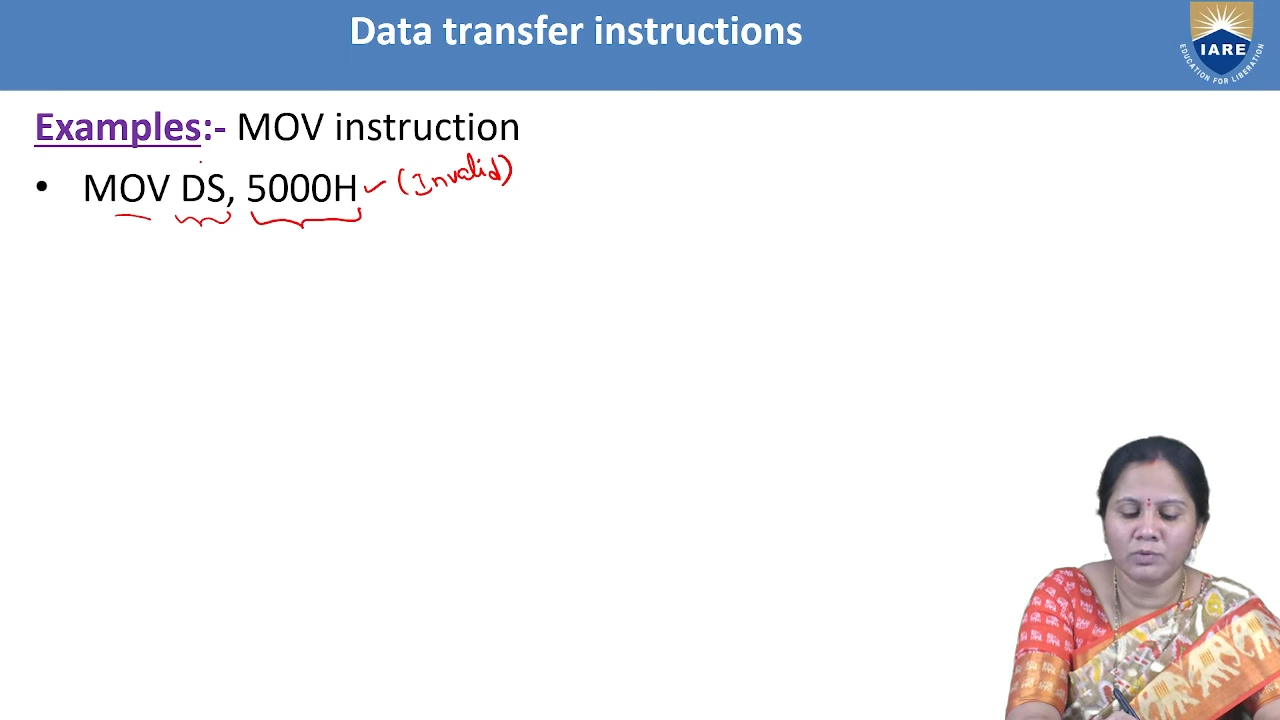 Data transfer instructions
IARE
EDUCATION FOR LIBERATION
Examples:- MOV instruction
• MOV DS, 5000H (Invalid)